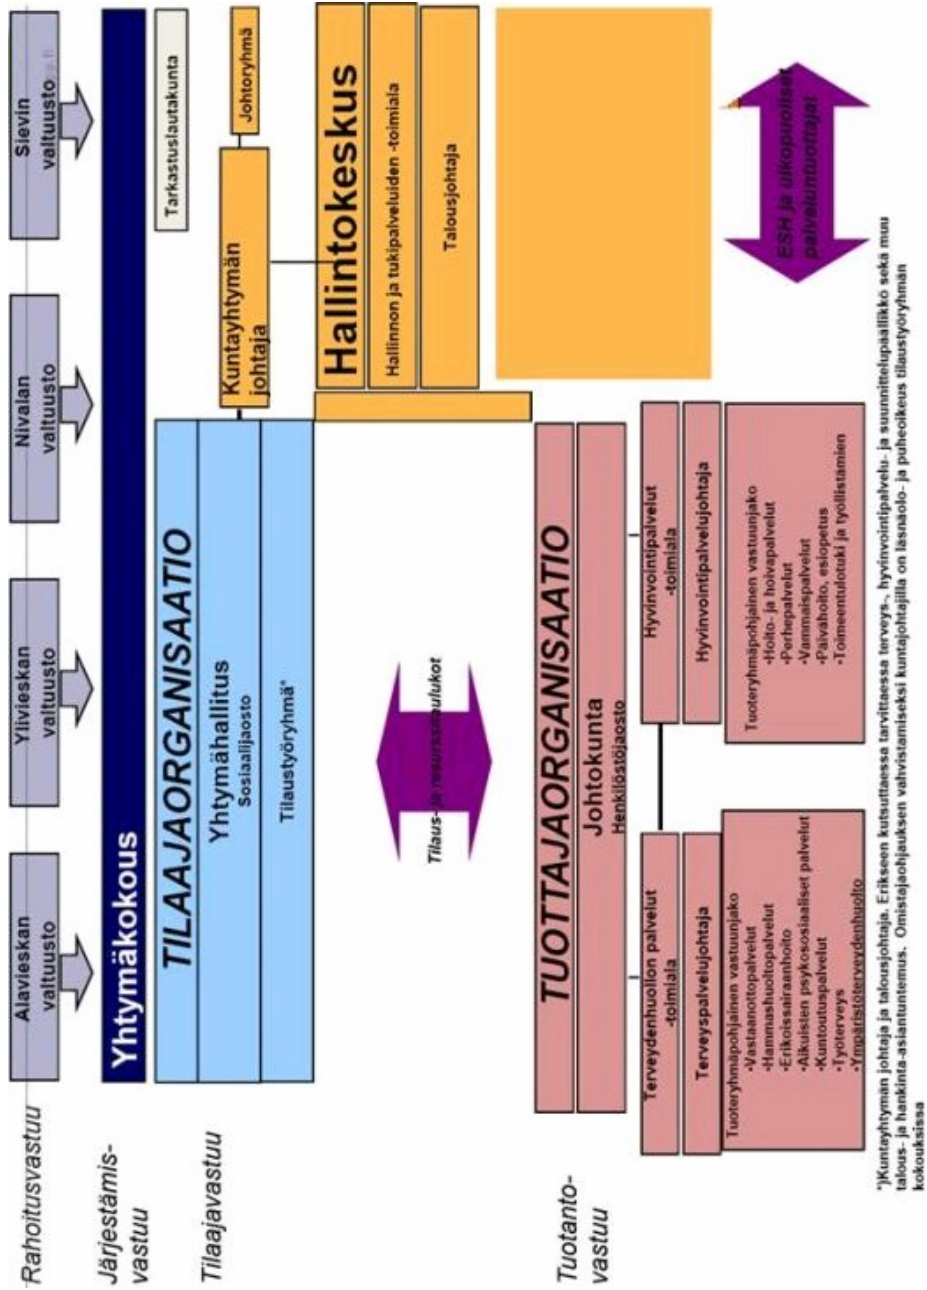 Rahoitusvastuu
Alavieskan
valtuusto
Ylivieskan
valtuusto
Nivalan
valtuusto
Sievin
valtuusto
Järjestämis-
vastuu
Yhtymäkokous
Tilaajavastuu
TILAAJAORGANISAATIO
Yhtymähallitus
Sosiaalijaosto
Tilaustyöryhmä*
Tarkastuslautakunta
Kuntayhtymän
johtaja
Johtoryhmä
Hallintokeskus
Hallinnon ja tukipalveluiden -toimiala
Talousjohtaja
Tilaus- ja resurssitaulukot
Tuotanto-
vastuu
TUOTTAJAORGANISAATIO
Johtokunta
Henkilöstöjaosto
Terveydenhuollon palvelut
-toimiala
Terveyspalvelujohtaja
Tuoteryhmäpohjainen vastuunjako
•Vastaanottopalvelut
•Hammashuoltopalvelut
•Erikoissairaanhoito
•Aikuisten psykososiaaliset palvelut
•Kuntoutuspalvelut
•Työterveys
•Ympäristöterveydenhuolto
Hyvinvointipalvelut
-toimiala
Hyvinvointipalvelujohtaja
Tuoteryhmäpohjainen vastuunjako
•Hoito- ja hoivapalvelut
•Perhepalvelut
•Vammaispalvelut
•Päivähoito, esiopetus
•Toimeentulotuki ja työllistämien
ESH ja ulkopuoliset
palveluntuottajat
*)Kuntayhtymän johtaja ja talousjohtaja. Erikseen kutsuttaessa tarvittaessa terveys-, hyvinvointipalvelu- ja suunnittelupäällikkö sekä muu
talous- ja hankinta-asiantuntemus. Omistajaohjauksen vahvistamiseksi kuntajohtajilla on läsnäolo- ja puheoikeus tilaustyöryhmän
kokouksissa